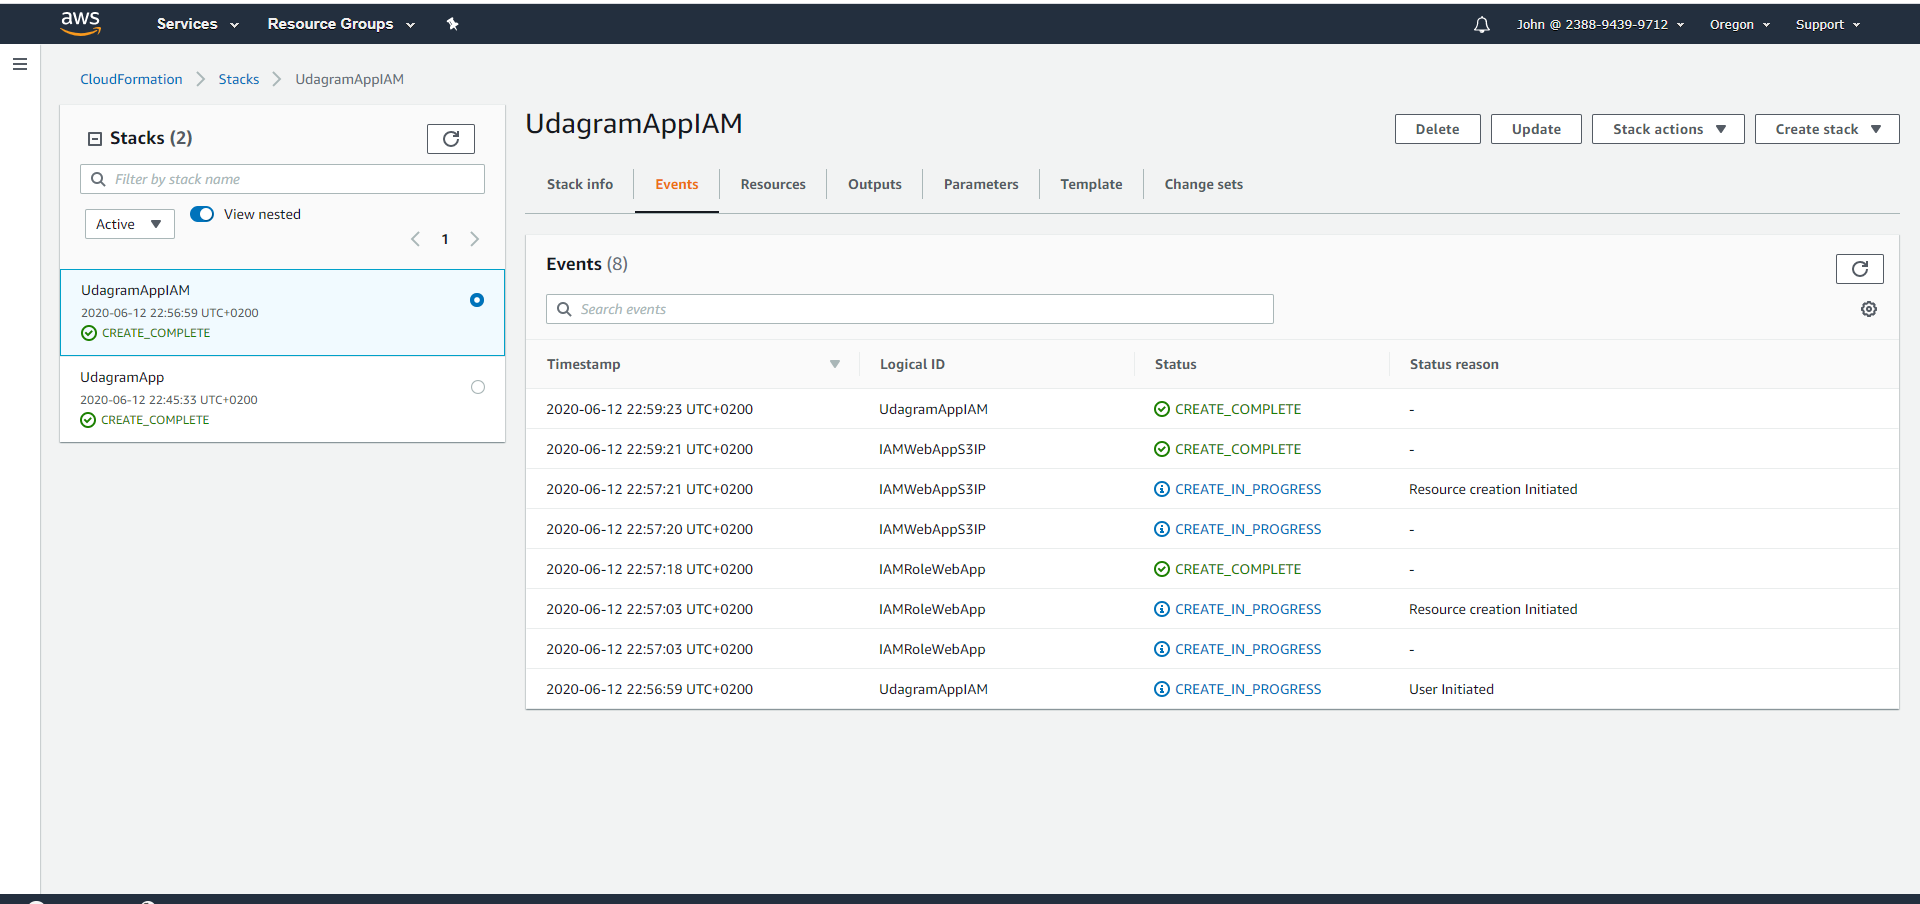 aws Services Resource Groups John @ 2388-9439-9712 Oregon Support
CloudFormation Stacks UdagramAppIAM
Stacks (2)
Filter by stack name
Active View nested
1
UdagramAppIAM
2020-06-12 22:56:59 UTC+0200
CREATE_COMPLETE
UdagramApp
2020-06-12 22:45:33 UTC+0200
CREATE_COMPLETE
UdagramAppIAM
Delete Update Stack actions Create stack
Stack info Events Resources Outputs Parameters Template Change sets
Events (8)
Search events
Timestamp Logical ID Status Status reason
2020-06-12 22:59:23 UTC+0200 UdagramAppIAM CREATE_COMPLETE -
2020-06-12 22:59:21 UTC+0200 IAMWebAppS3IP CREATE_COMPLETE -
2020-06-12 22:57:21 UTC+0200 IAMWebAppS3IP CREATE_IN_PROGRESS Resource creation Initiated
2020-06-12 22:57:20 UTC+0200 IAMWebAppS3IP CREATE_IN_PROGRESS -
2020-06-12 22:57:18 UTC+0200 IAMRoleWebApp CREATE_COMPLETE -
2020-06-12 22:57:03 UTC+0200 IAMRoleWebApp CREATE_IN_PROGRESS Resource creation Initiated
2020-06-12 22:57:03 UTC+0200 IAMRoleWebApp CREATE_IN_PROGRESS -
2020-06-12 22:56:59 UTC+0200 UdagramAppIAM CREATE_IN_PROGRESS User Initiated